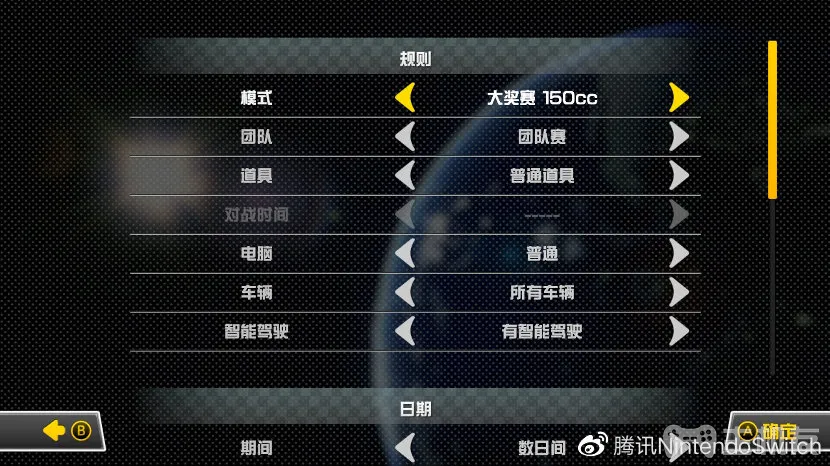 规则
模式 大奖赛 150cc
团队 团队赛
道具 普通道具
对战时间 -----
电脑 普通
车辆 所有车辆
智能驾驶 有智能驾驶
日期
B
A 确定
期间 数日间
腾讯NintendoSwitch